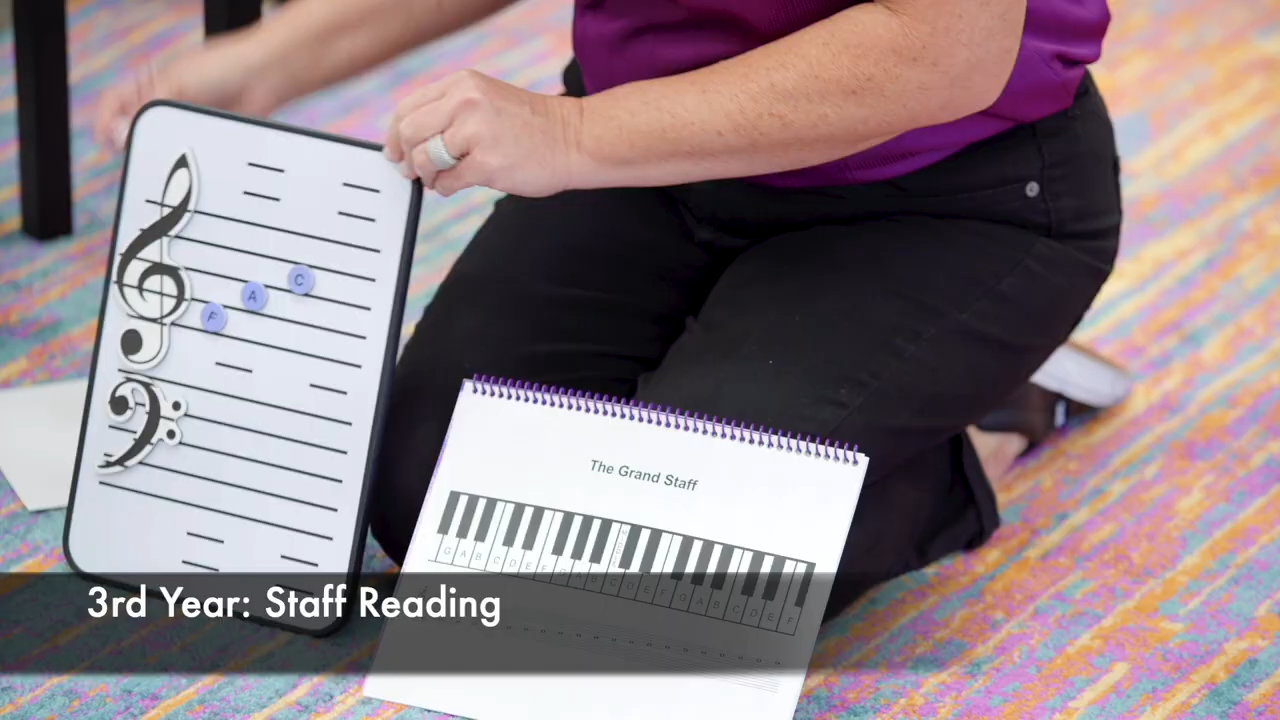 C
A
F
The Grand Staff
G A B C D E F G A B C D E F G A B C D E F
3rd Year: Staff Reading